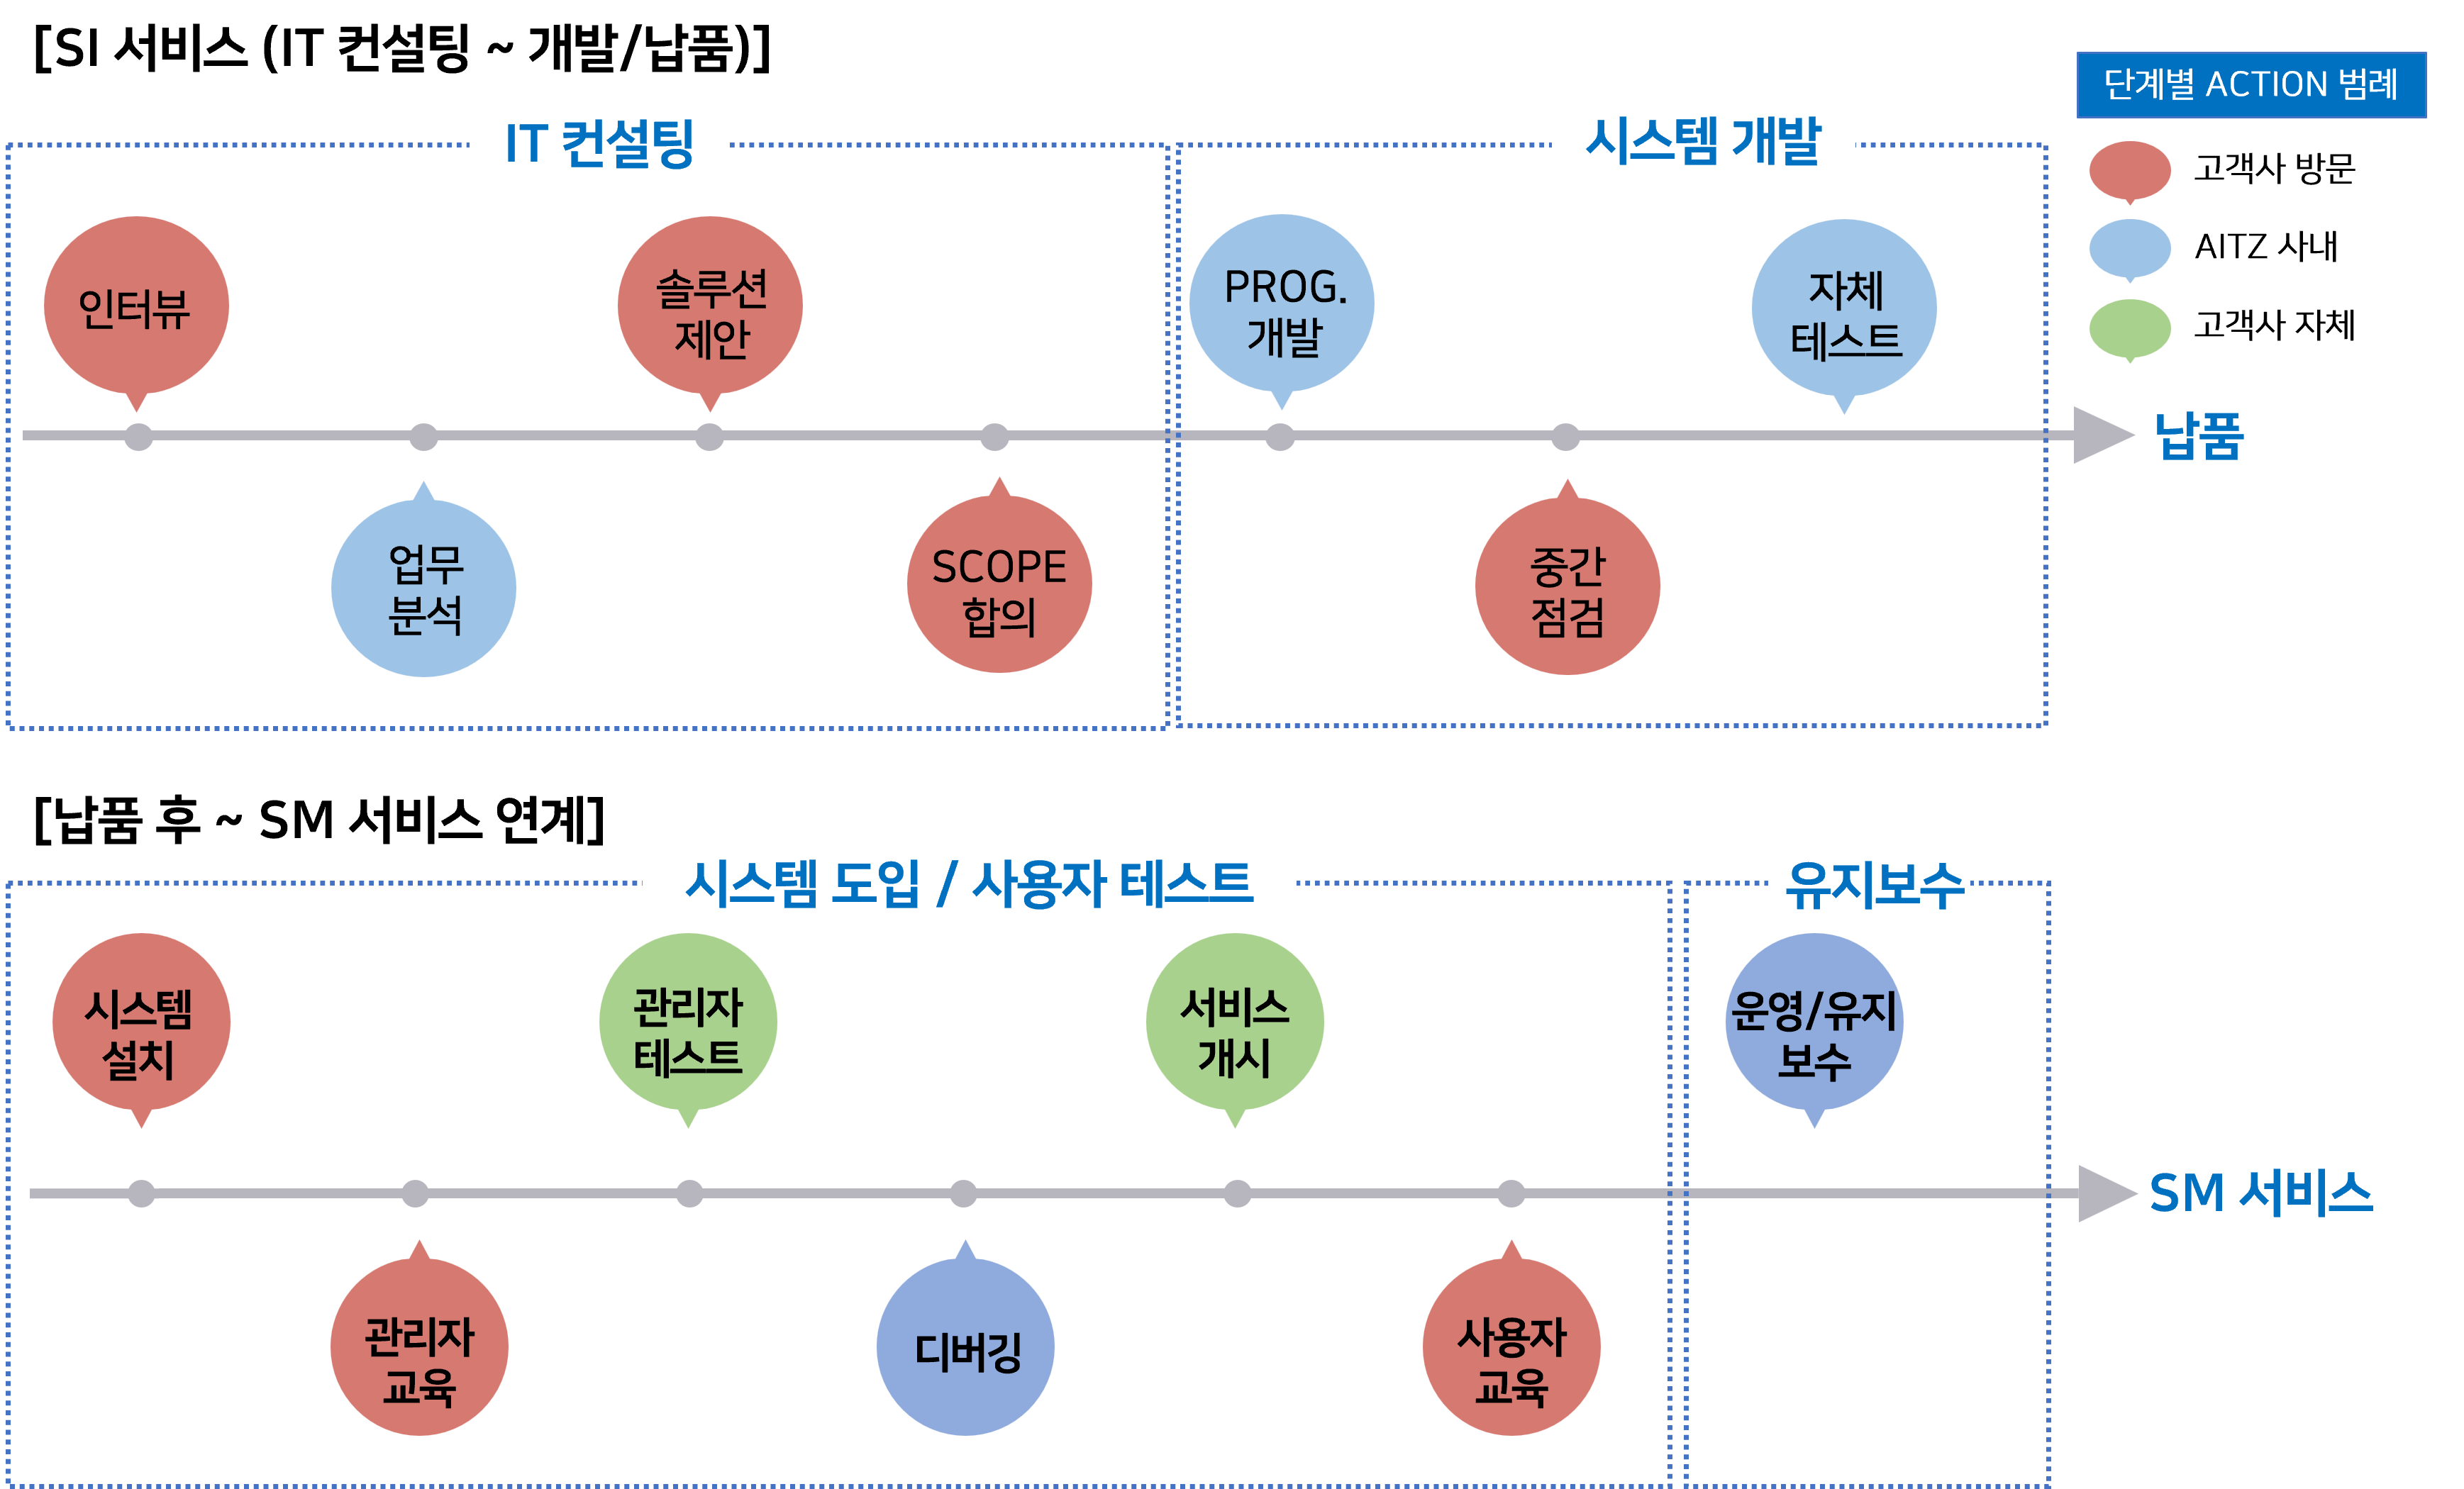 [SI 서비스 (IT 컨설팅 ~ 개발/납품)]
단계별 ACTION 범례
고객사 방문
AITZ 사내
고객사 자체
IT 컨설팅
시스템 개발
인터뷰
솔루션
제안
PROG.
개발
자체
테스트
납품
업무
분석
SCOPE
합의
중간
점검
[납품 후 ~ SM 서비스 연계]
시스템 도입 / 사용자 테스트
유지보수
시스템
설치
관리자
테스트
서비스
개시
운영/유지
보수
SM 서비스
관리자
교육
디버깅
사용자
교육